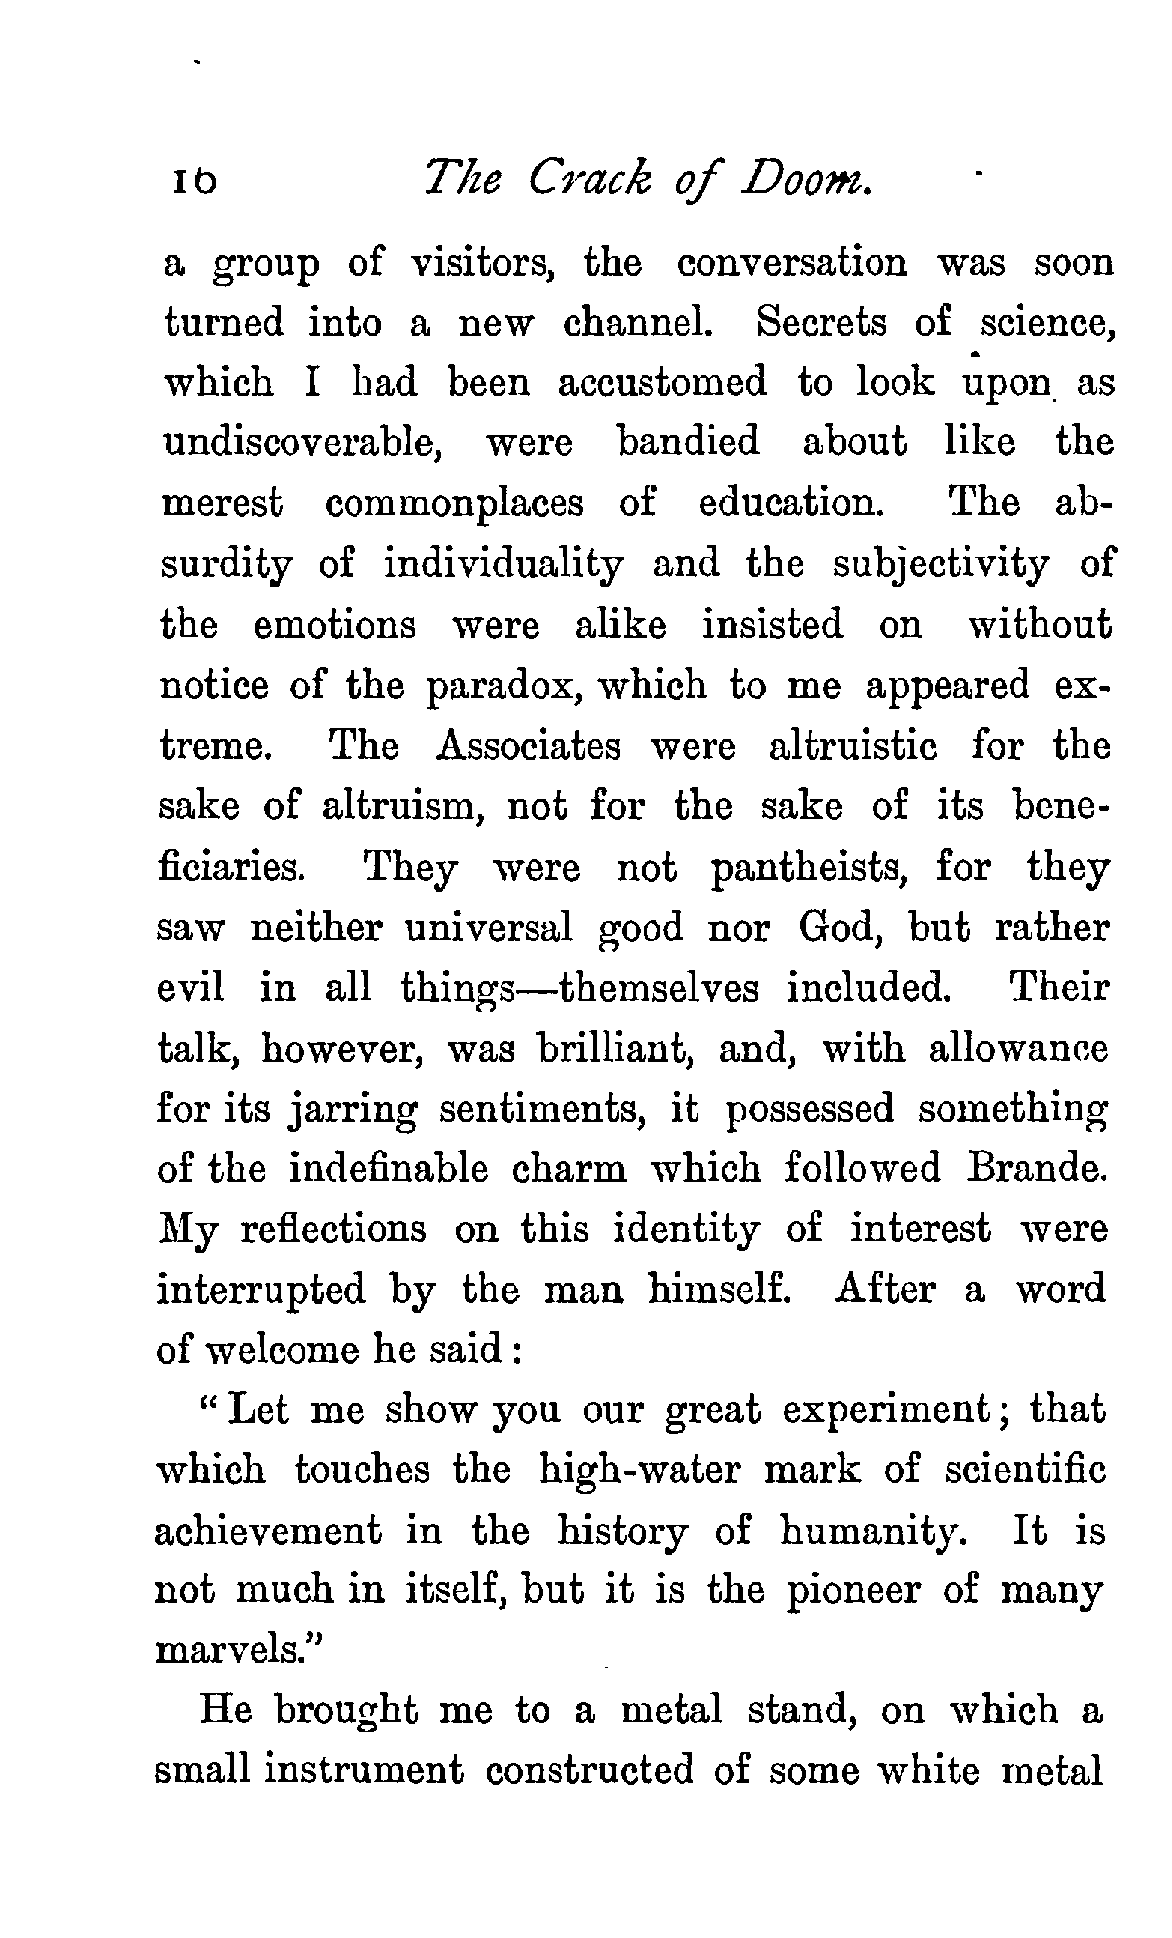 16 The Crack of Doom.
a group of visitors, the conversation was soon
turned into a new channel. Secrets of science,
which I had been accustomed to look upon as
undiscoverable, were bandied about like the
merest commonplaces of education. The ab-
surdity of individuality and the subjectivity of
the emotions were alike insisted on without
notice of the paradox, which to me appeared ex-
treme. The Associates were altruistic for the
sake of altruism, not for the sake of its bene-
ficiaries. They were not pantheists, for they
saw neither universal good nor God, but rather
evil in all things—themselves included. Their
talk, however, was brilliant, and, with allowance
for its jarring sentiments, it possessed something
of the indefinable charm which followed Brande.
My reflections on this identity of interest were
interrupted by the man himself. After a word
of welcome he said:
"Let me show you our great experiment; that
which touches the high-water mark of scientific
achievement in the history of humanity. It is
not much in itself, but it is the pioneer of many
marvels."
He brought me to a metal stand, on which a
small instrument constructed of some white metal